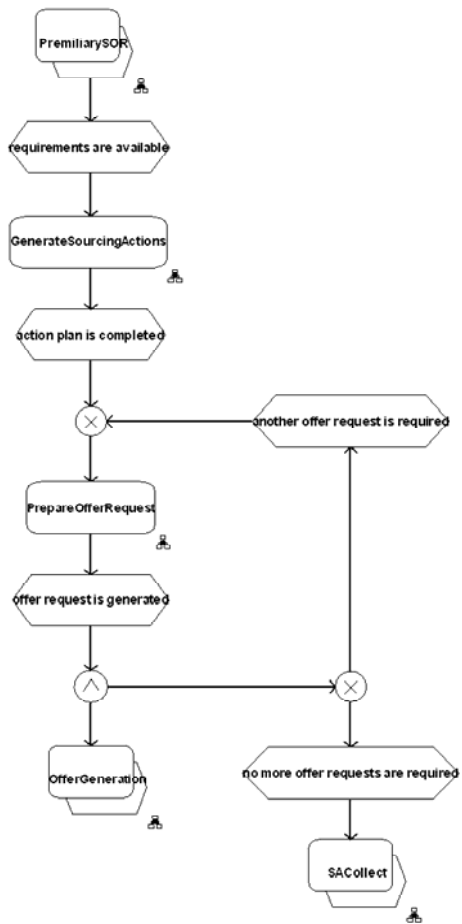 PremiliarySOR
requirements are available
GenerateSourcingActions
action plan is completed
another offer request is required
PrepareOfferRequest
offer request is generated
OfferGeneration
no more offer requests are required
SACollect